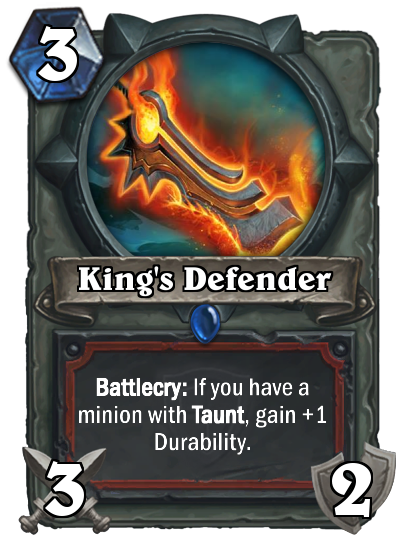 3
King's Defender
Battlecry: If you have a
minion with Taunt, gain +1
Durability.
3
2